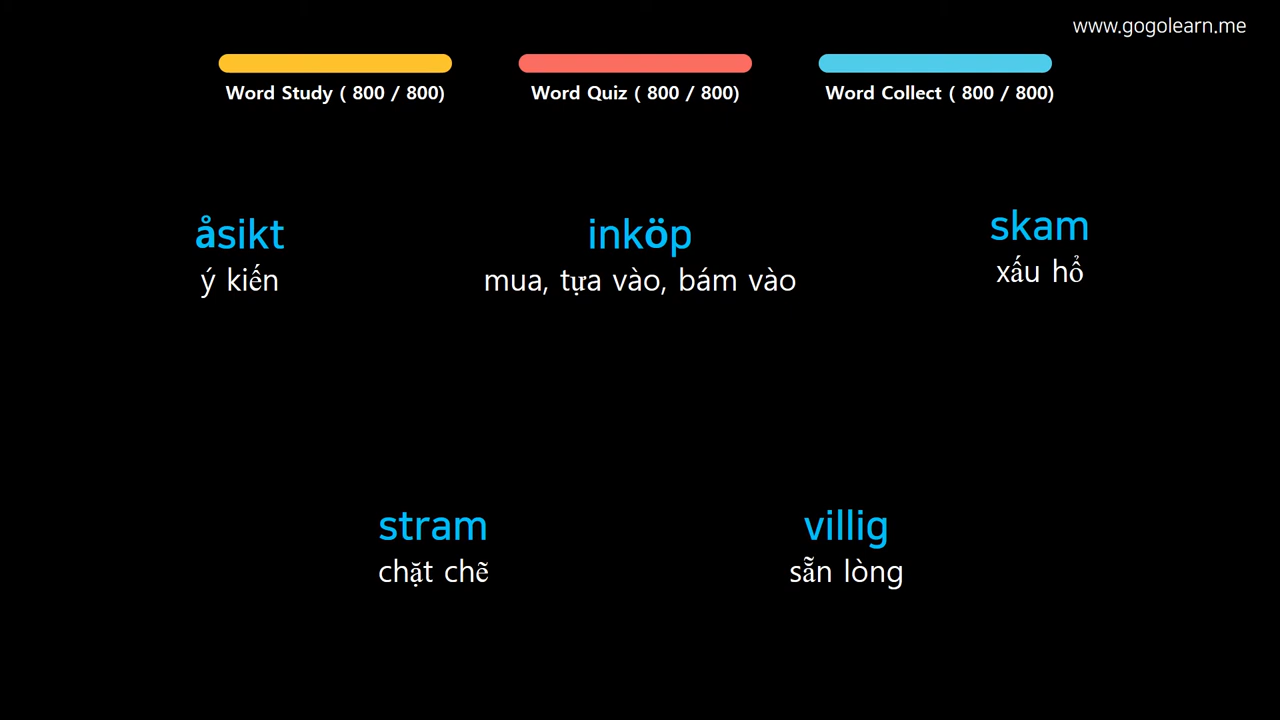 www.gogolearn.me
Word Study ( 800 / 800)
Word Quiz ( 800 / 800)
Word Collect ( 800 / 800)
åsikt
ý kiến
inköp
mua, tựa vào, bám vào
skam
xấu hổ
stram
chặt chẽ
villig
sẵn lòng